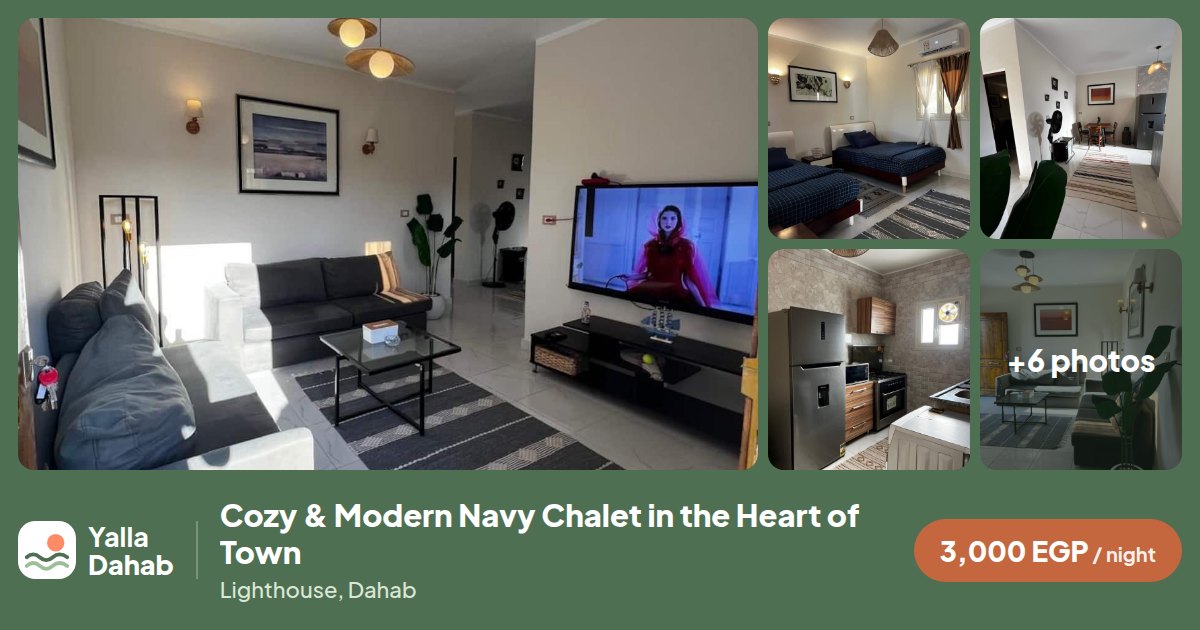 +6 photos
Yalla
Dahab
Cozy & Modern Navy Chalet in the Heart of
Town
Lighthouse, Dahab
3,000 EGP / night